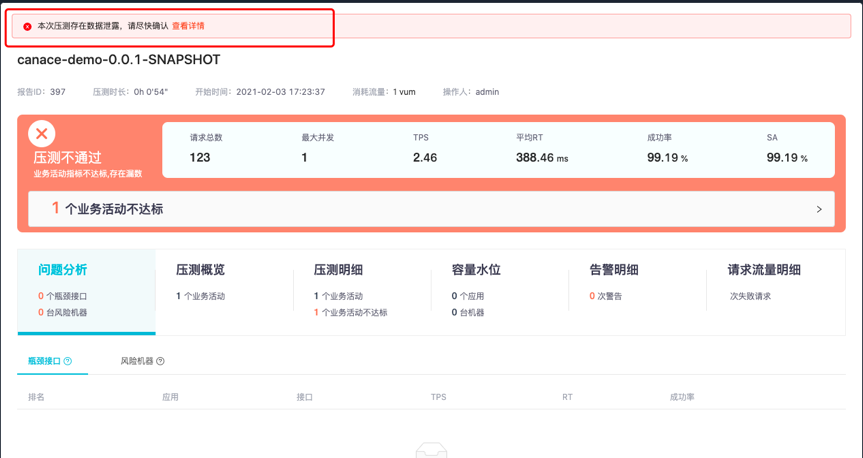 本次压测存在数据泄露，请尽快确认 查看详情
canace-demo-0.0.1-SNAPSHOT
报告ID： 397 压测时长： 0h 0'54" 开始时间： 2021-02-03 17:23:37 消耗流量： 1 vum 操作人： admin
压测不通过
业务活动指标不达标,存在漏数
请求总数 最大并发 TPS 平均RT 成功率 SA
123 1 2.46 388.46 ms 99.19 % 99.19 %
1 个业务活动不达标
问题分析 压测概览 压测明细 容量水位 告警明细 请求流量明细
0 个瓶颈接口 1 个业务活动 1 个业务活动 0 个应用 0 次警告 次失败请求
0 台风险机器 1 个业务活动不达标 0 台机器
瓶颈接口 风险机器
排名 应用 接口 TPS RT 成功率